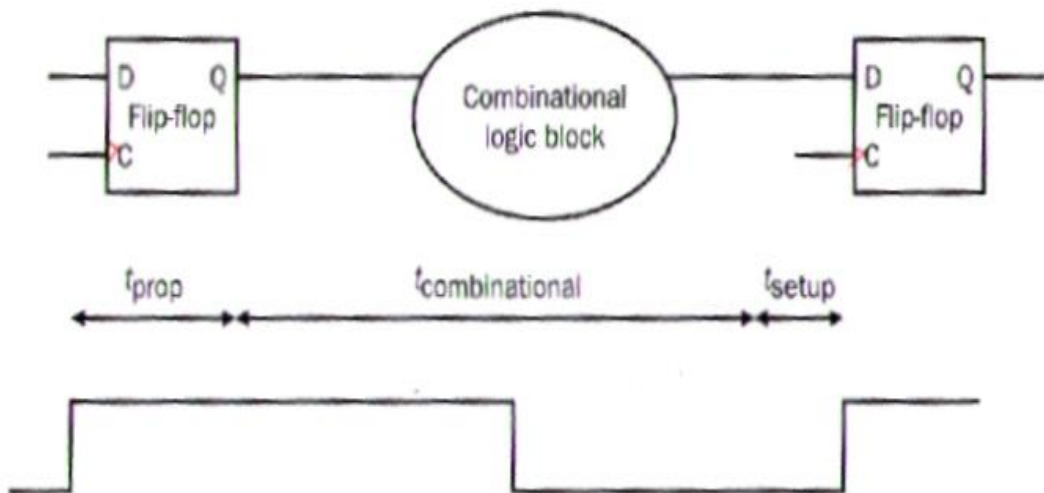 D Q
Flip-flop
C
Combinational
logic block
D Q
Flip-flop
C
tprop
tcombinational
tsetup